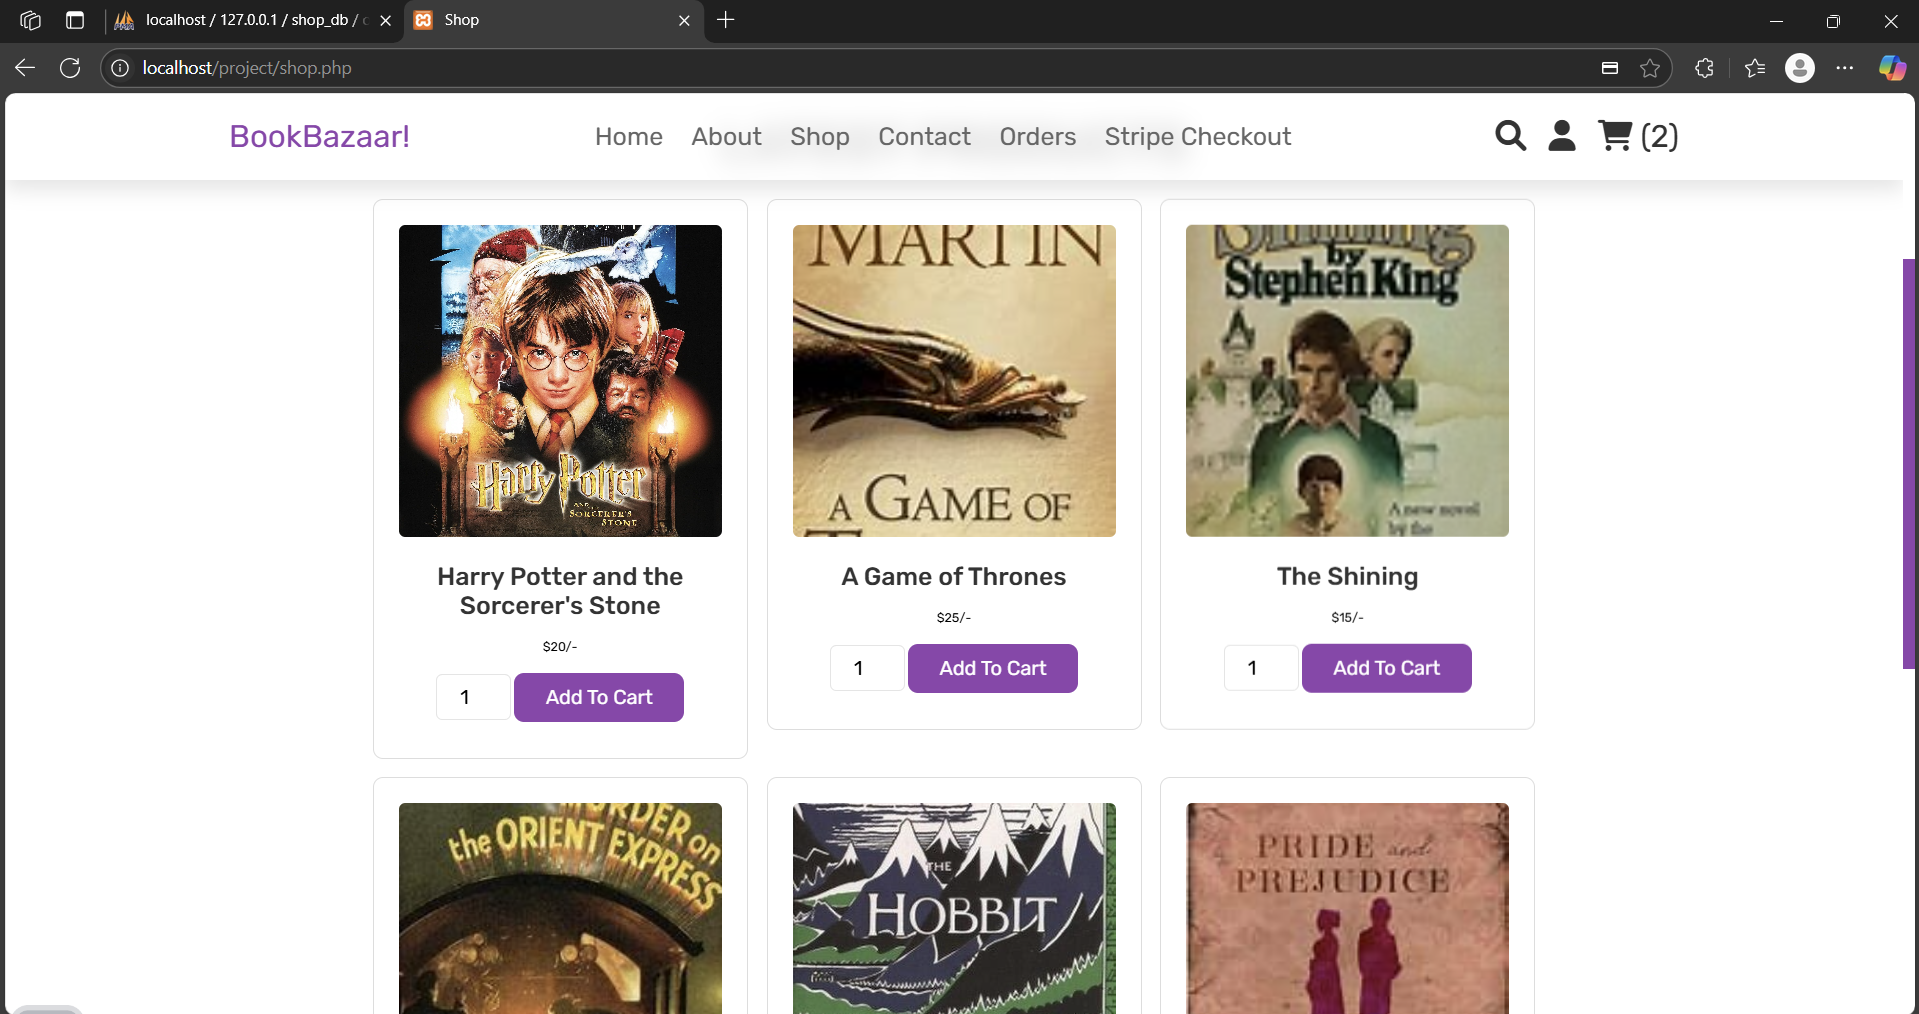 localhost / 127.0.0.1 / shop_db / c
Shop
localhost/project/shop.php
BookBazaar!
Home About Shop Contact Orders Stripe Checkout
(2)
Harry Potter
AND THE
SORCERER'S
STONE
MARTIN
A GAME OF
Shining
by
Stephen King
A new novel
by the
Harry Potter and the
Sorcerer's Stone
$20/-
1 Add To Cart
A Game of Thrones
$25/-
1 Add To Cart
The Shining
$15/-
1 Add To Cart
MURDER on
the ORIENT EXPRESS
THE
HOBBIT
PRIDE and
PREJUDICE